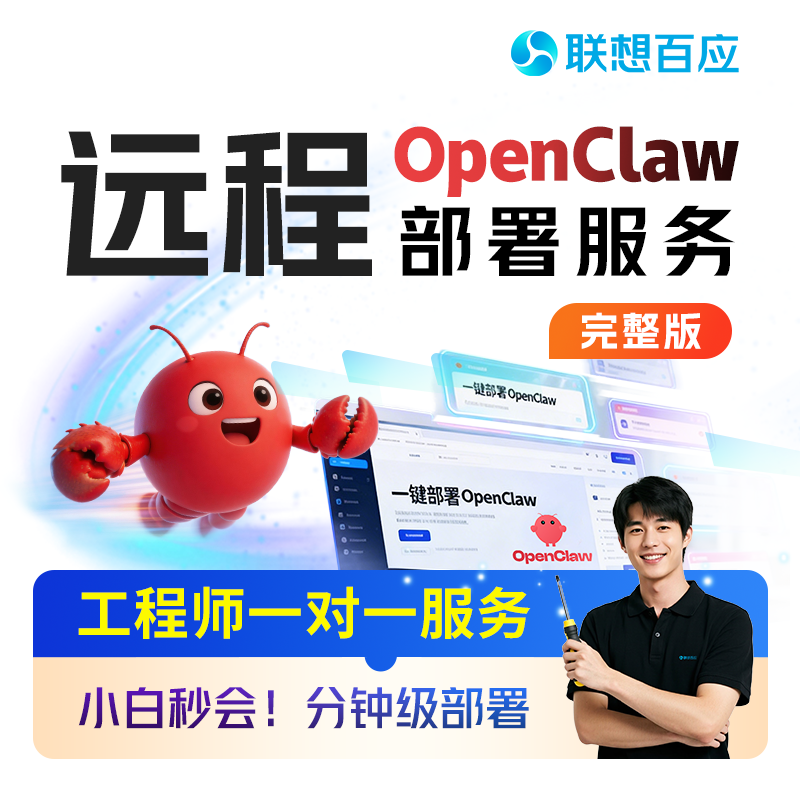 联想百应
远程
OpenClaw
部署服务
完整版
一键部署OpenClaw
一键部署OpenClaw
OpenClaw
工程师一对一服务
小白秒会！分钟级部署